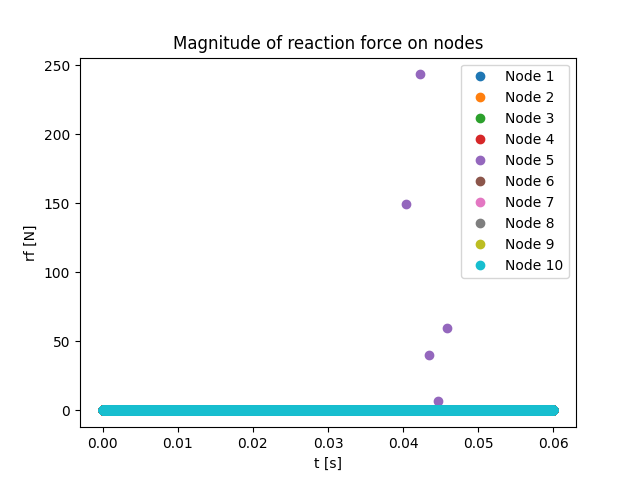 Magnitude of reaction force on nodes
250
200
150
100
50
0
rf [N]
0.00 0.01 0.02 0.03 0.04 0.05 0.06
t [s]
Node 1
Node 2
Node 3
Node 4
Node 5
Node 6
Node 7
Node 8
Node 9
Node 10